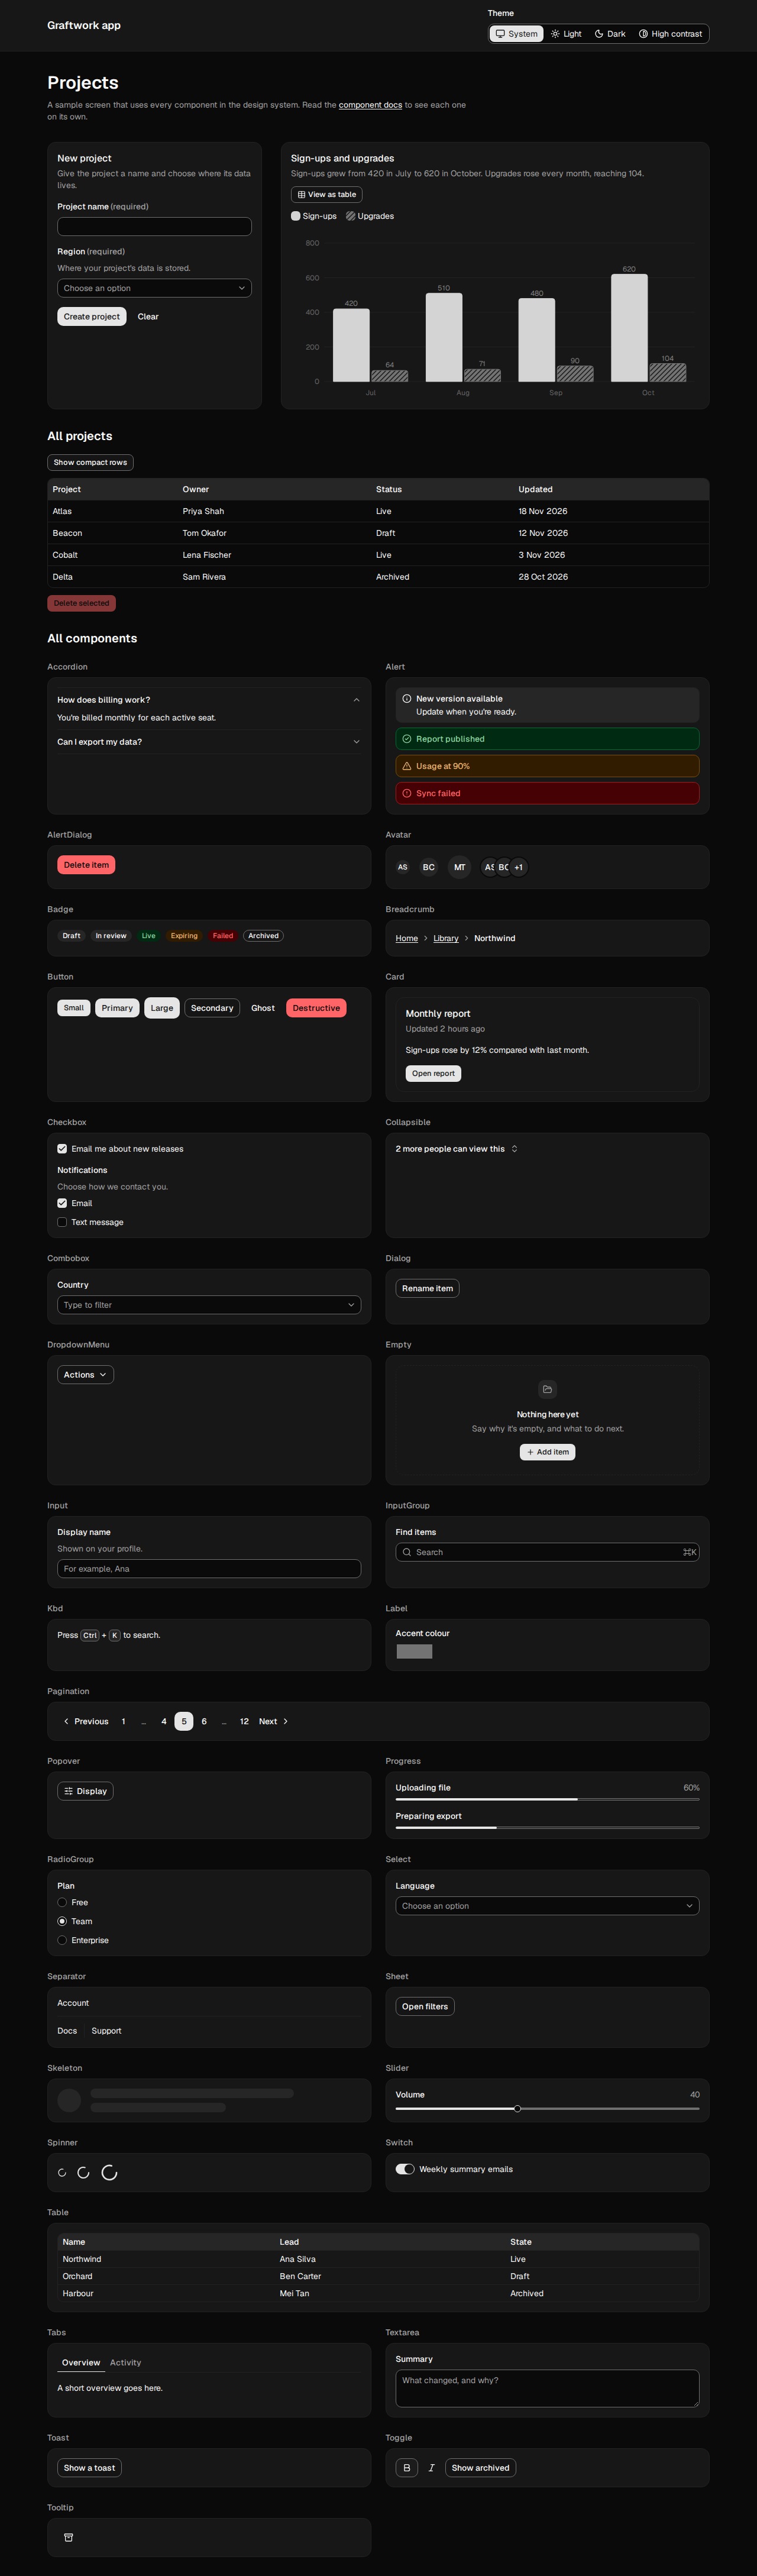 Graftwork app
Theme
System
Light
Dark
High contrast
Projects
A sample screen that uses every component in the design system. Read the component docs to see each one
on its own.
New project
Give the project a name and choose where its data
lives.
Project name (required)
Region (required)
Where your project's data is stored.
Choose an option
Create project
Clear
Sign-ups and upgrades
Sign-ups grew from 420 in July to 620 in October. Upgrades rose every month, reaching 104.
View as table
Sign-ups
Upgrades
800
600
400
200
0
420
64
510
71
480
90
620
104
Jul
Aug
Sep
Oct
All projects
Show compact rows
Project Owner Status Updated
Atlas Priya Shah Live 18 Nov 2026
Beacon Tom Okafor Draft 12 Nov 2026
Cobalt Lena Fischer Live 3 Nov 2026
Delta Sam Rivera Archived 28 Oct 2026
Delete selected
All components
Accordion
How does billing work?
You're billed monthly for each active seat.
Can I export my data?
Alert
New version available
Update when you're ready.
Report published
Usage at 90%
Sync failed
AlertDialog
Delete item
Avatar
AS BC MT AS BC +1
Badge
Draft In review Live Expiring Failed Archived
Breadcrumb
Home Library Northwind
Button
Small Primary Large Secondary Ghost Destructive
Card
Monthly report
Updated 2 hours ago
Sign-ups rose by 12% compared with last month.
Open report
Checkbox
Email me about new releases
Notifications
Choose how we contact you.
Email
Text message
Collapsible
2 more people can view this
Combobox
Country
Type to filter
Dialog
Rename item
DropdownMenu
Actions
Empty
Nothing here yet
Say why it's empty, and what to do next.
Add item
Input
Display name
Shown on your profile.
For example, Ana
InputGroup
Find items
Search ⌘K
Kbd
Press Ctrl + K to search.
Label
Accent colour
Pagination
Previous 1 … 4 5 6 … 12 Next
Popover
Display
Progress
Uploading file 60%
Preparing export
RadioGroup
Plan
Free
Team
Enterprise
Select
Language
Choose an option
Separator
Account
Docs Support
Sheet
Open filters
Skeleton
Slider
Volume 40
Spinner
Switch
Weekly summary emails
Table
Name Lead State
Northwind Ana Silva Live
Orchard Ben Carter Draft
Harbour Mei Tan Archived
Tabs
Overview Activity
A short overview goes here.
Textarea
Summary
What changed, and why?
Toast
Show a toast
Toggle
B I Show archived
Tooltip